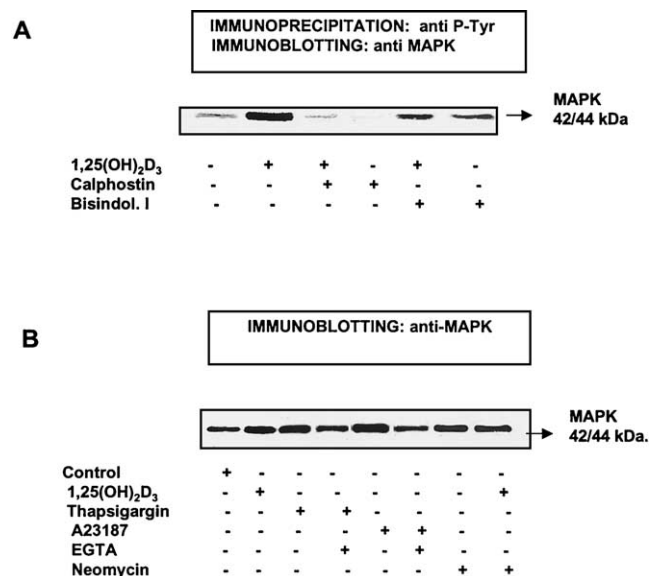 A
IMMUNOPRECIPITATION: anti P-Tyr
IMMUNOBLOTTING: anti MAPK
MAPK
42/44 kDa
1,25(OH)₂D₃ - + + - + -
Calphostin - - + + - -
Bisindol. I - - - - + +
B
IMMUNOBLOTTING: anti-MAPK
MAPK
42/44 kDa.
Control + - - - - - - -
1,25(OH)₂D₃ - + - - - - - +
Thapsigargin - - + + - - - -
A23187 - - - - + + - -
EGTA - - - + - + - -
Neomycin - - - - - - + +